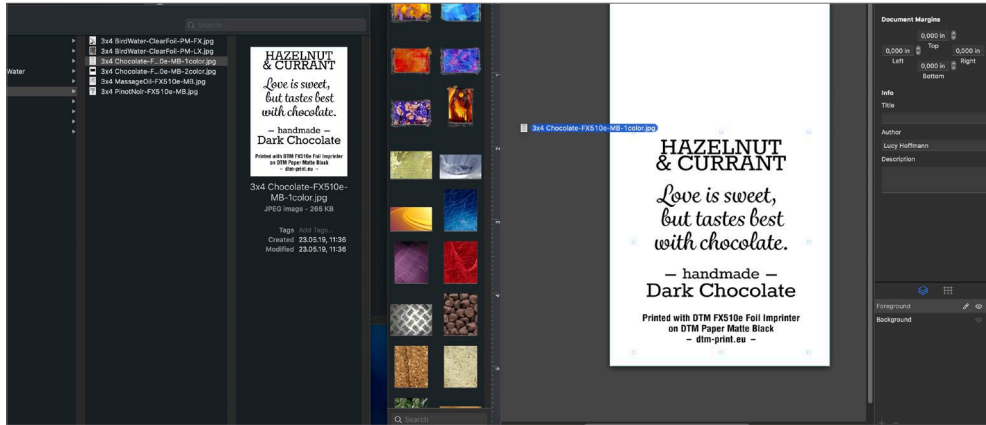 Search
Water
3x4 BirdWater-ClearFoil-PM-FX.jpg
3x4 BirdWater-ClearFoil-PM-LX.jpg
3x4 Chocolate-F...0e-MB-1color.jpg
3x4 Chocolate-F...0e-MB-2color.jpg
3x4 MassageOil-FX510e-MB.jpg
3x4 PinotNoir-FX510e-MB.jpg
HAZELNUT
& CURRANT
Love is sweet,
but tastes best
with chocolate.
– handmade –
Dark Chocolate
Printed with DTM FX510e Foil Imprinter
on DTM Paper Matte Black
– dtm-print.eu –
3x4 Chocolate-FX510e-
MB-1color.jpg
JPEG image - 265 KB
Tags Add Tags...
Created 23.05.19, 11:36
Modified 23.05.19, 11:36
Search
3x4 Chocolate-FX510e-MB-1color.jpg
HAZELNUT
& CURRANT
Love is sweet,
but tastes best
with chocolate.
– handmade –
Dark Chocolate
Printed with DTM FX510e Foil Imprinter
on DTM Paper Matte Black
– dtm-print.eu –
Document Margins
0,000 in
Top
0,000 in
0,000 in
Left
Right
0,000 in
Bottom
Info
Title
Author
Lucy Hoffmann
Description
Foreground
Background